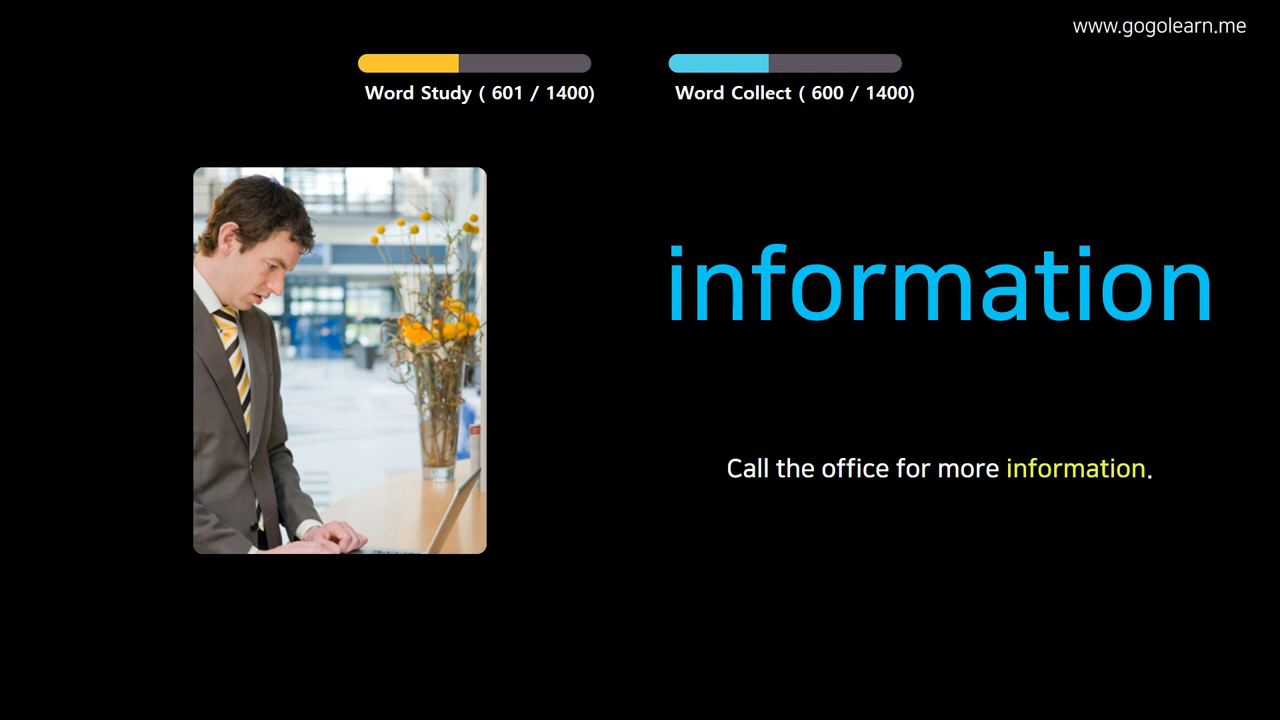 www.gogolearn.me
Word Study ( 601 / 1400)
Word Collect ( 600 / 1400)
information
Call the office for more information.